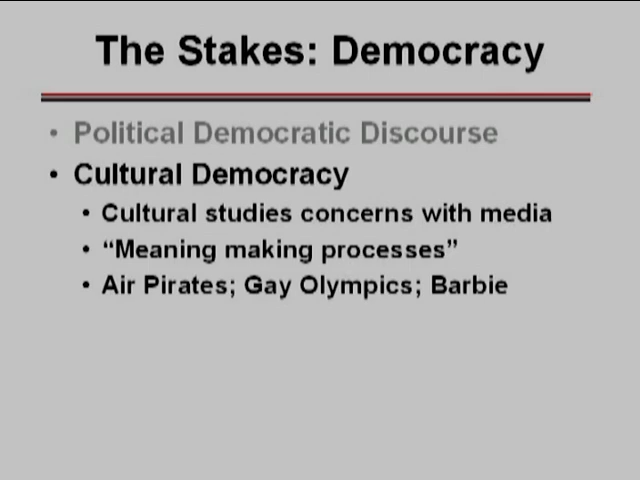 The Stakes: Democracy
• Political Democratic Discourse
• Cultural Democracy
• Cultural studies concerns with media
• “Meaning making processes”
• Air Pirates; Gay Olympics; Barbie